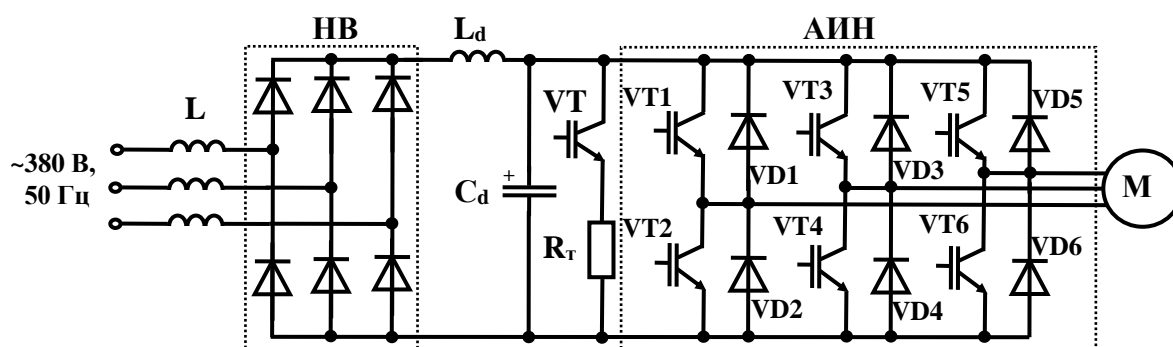 НВ
L_d
АИН
L
VT
VT1
VT3
VT5
VD5
~380 В,
50 Гц
+
C_d
VD1
VD3
M
R_т
VT2
VT4
VT6
VD6
VD2
VD4